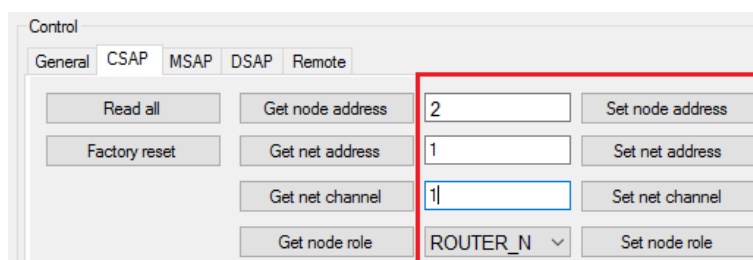 Control
General CSAP MSAP DSAP Remote
Read all Get node address 2 Set node address
Factory reset Get net address 1 Set net address
Get net channel 1 Set net channel
Get node role ROUTER_N Set node role